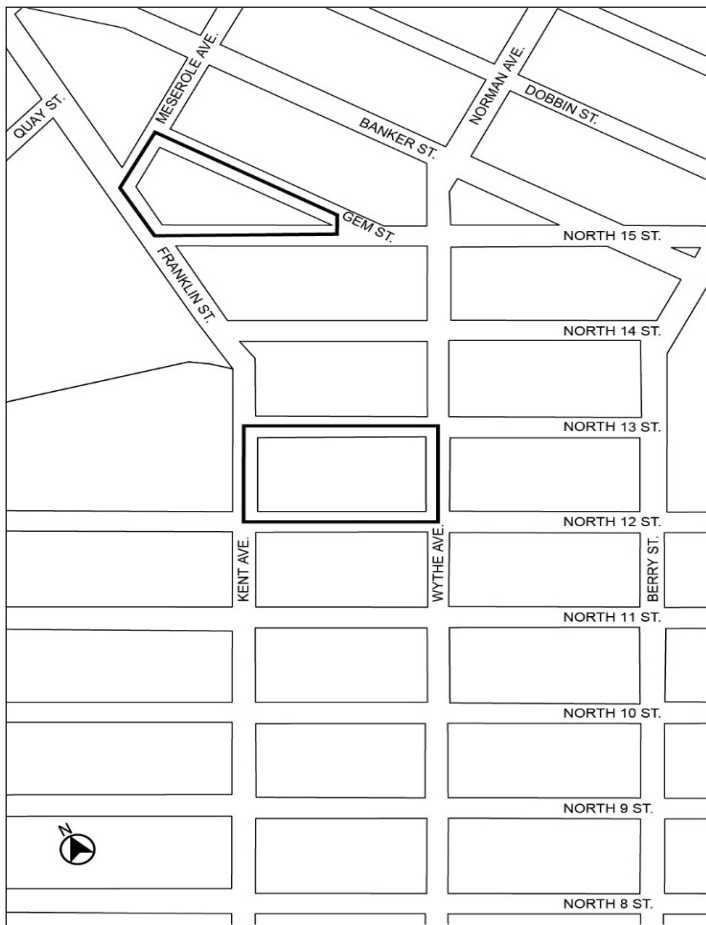 MESEROLE AVE.
NORMAN AVE.
QUAY ST.
DOBBIN ST.
BANKER ST.
GEM ST.
NORTH 15 ST.
FRANKLIN ST.
NORTH 14 ST.
NORTH 13 ST.
NORTH 12 ST.
KENT AVE.
WYTHE AVE.
BERRY ST.
NORTH 11 ST.
NORTH 10 ST.
NORTH 9 ST.
N
NORTH 8 ST.